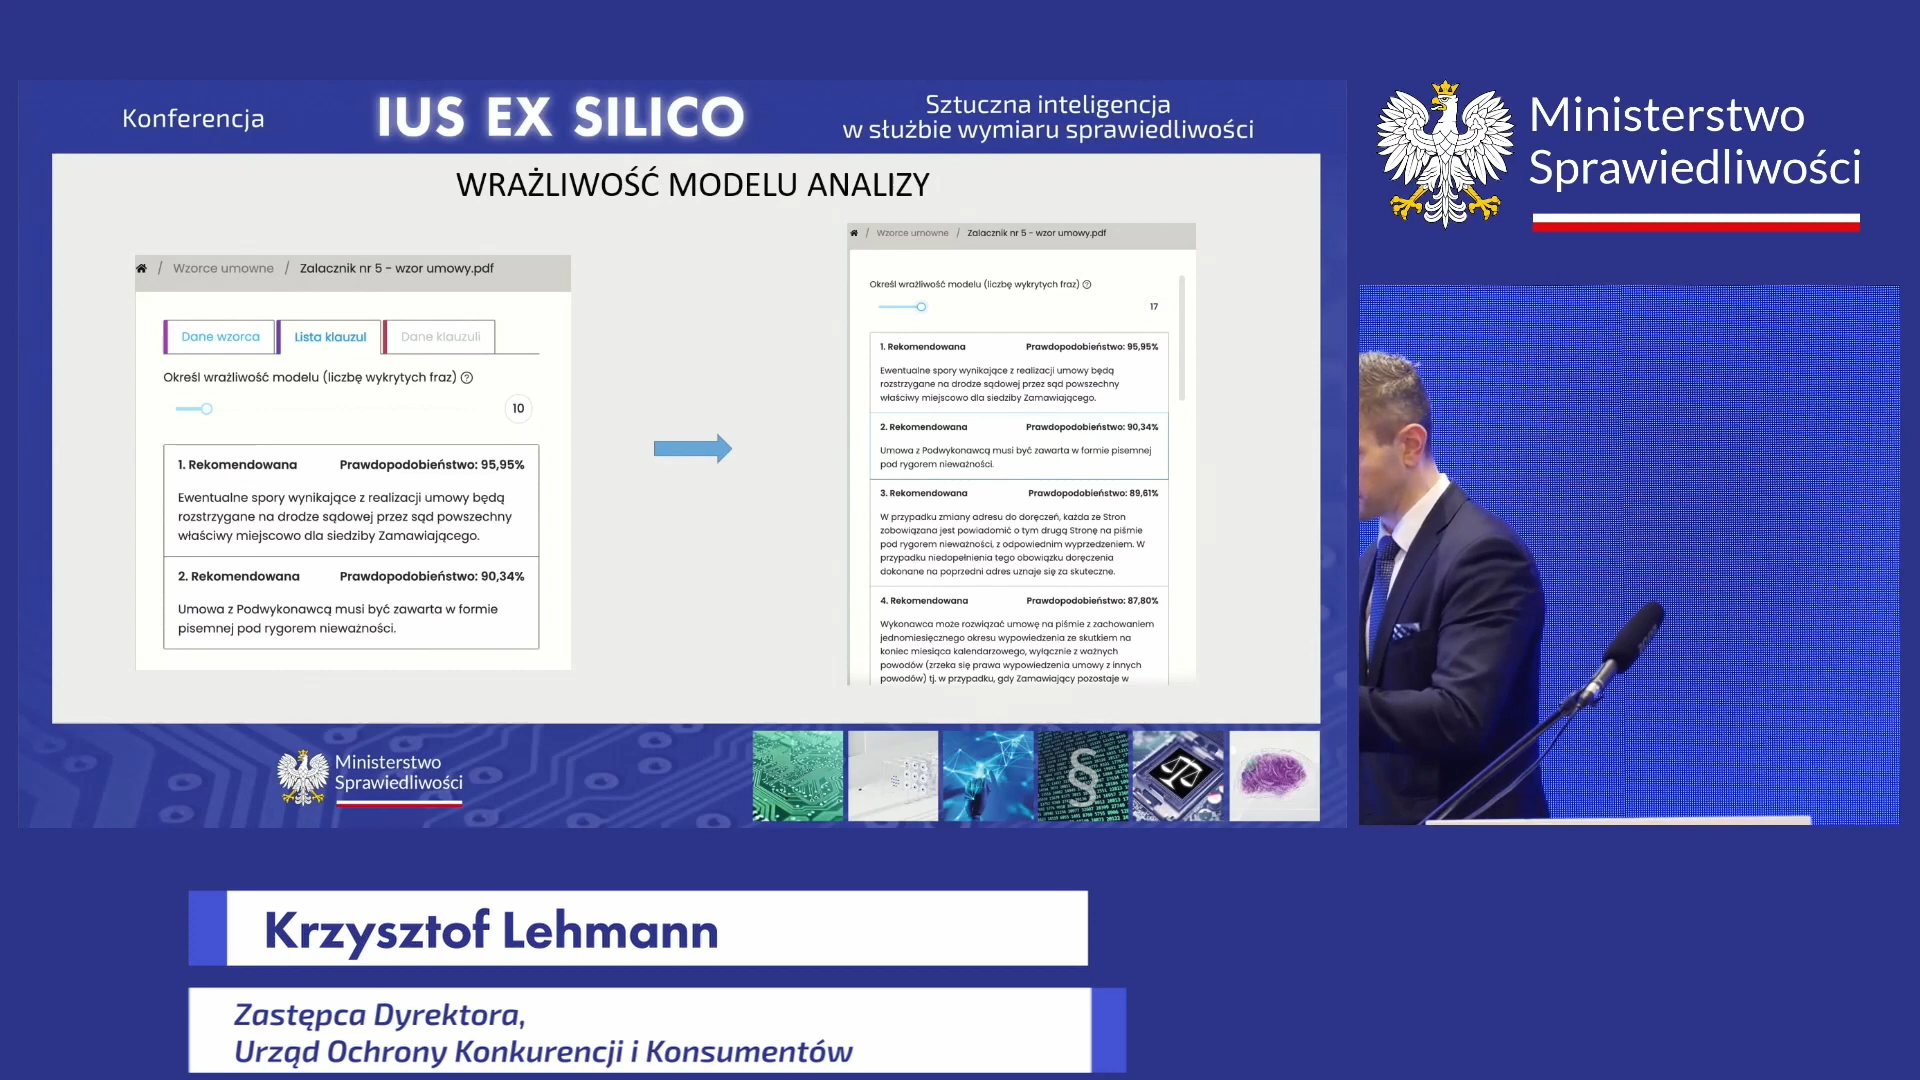 Konferencja
IUS EX SILICO
Sztuczna inteligencja
w służbie wymiaru sprawiedliwości
WRAŻLIWOŚĆ MODELU ANALIZY
/ Wzorce umowne / Zalacznik nr 5 - wzor umowy.pdf
Dane wzorca
Lista klauzul
Dane klauzuli
Określ wrażliwość modelu (liczbę wykrytych fraz) ?
10
1. Rekomendowana Prawdopodobieństwo: 95,95%
Ewentualne spory wynikające z realizacji umowy będą
rozstrzygane na drodze sądowej przez sąd powszechny
właściwy miejscowo dla siedziby Zamawiającego.
2. Rekomendowana Prawdopodobieństwo: 90,34%
Umowa z Podwykonawcą musi być zawarta w formie
pisemnej pod rygorem nieważności.
/ Wzorce umowne / Zalacznik nr 5 - wzor umowy.pdf
Określ wrażliwość modelu (liczbę wykrytych fraz) ?
17
1. Rekomendowana Prawdopodobieństwo: 95,95%
Ewentualne spory wynikające z realizacji umowy będą
rozstrzygane na drodze sądowej przez sąd powszechny
właściwy miejscowo dla siedziby Zamawiającego.
2. Rekomendowana Prawdopodobieństwo: 90,34%
Umowa z Podwykonawcą musi być zawarta w formie pisemnej
pod rygorem nieważności.
3. Rekomendowana Prawdopodobieństwo: 89,61%
W przypadku zmiany adresu do doręczeń, każda ze Stron
zobowiązana jest powiadomić o tym drugą Stronę na piśmie
pod rygorem nieważności, z odpowiednim wyprzedzeniem. W
przypadku niedopełnienia tego obowiązku doręczenia
dokonane na poprzedni adres uznaje się za skuteczne.
4. Rekomendowana Prawdopodobieństwo: 87,80%
Wykonawca może rozwiązać umowę na piśmie z zachowaniem
jednomiesięcznego okresu wypowiedzenia ze skutkiem na
koniec miesiąca kalendarzowego, wyłącznie z ważnych
powodów (zrzeka się prawa wypowiedzenia umowy z innych
powodów) tj. w przypadku, gdy Zamawiający pozostaje w
Ministerstwo
Sprawiedliwości
§
Ministerstwo
Sprawiedliwości
Krzysztof Lehmann
Zastępca Dyrektora,
Urząd Ochrony Konkurencji i Konsumentów